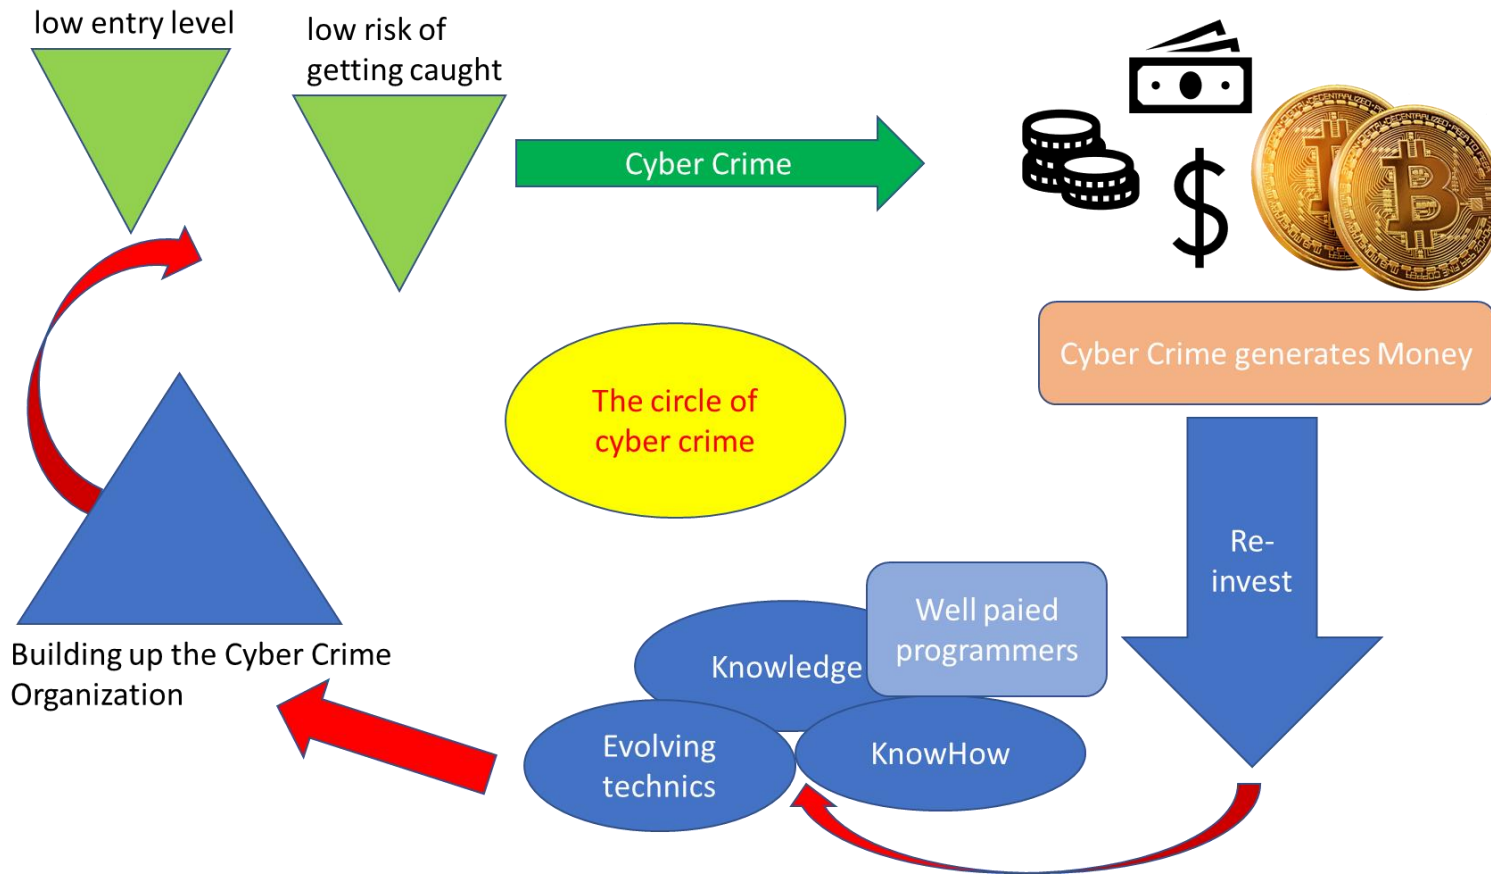 low entry level
low risk of
getting caught
Cyber Crime
Cyber Crime generates Money
The circle of
cyber crime
Re-
invest
Well paied
programmers
Knowledge
Evolving
technics
KnowHow
Building up the Cyber Crime
Organization